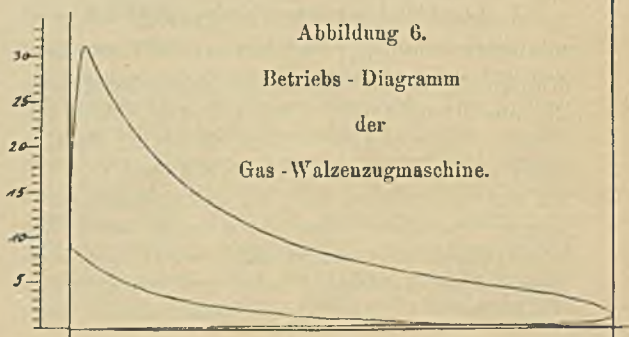 Abbildung 6.
Betriebs - Diagramm
der
Gas - Walzenzugmaschine.
30
25
20
15
10
5